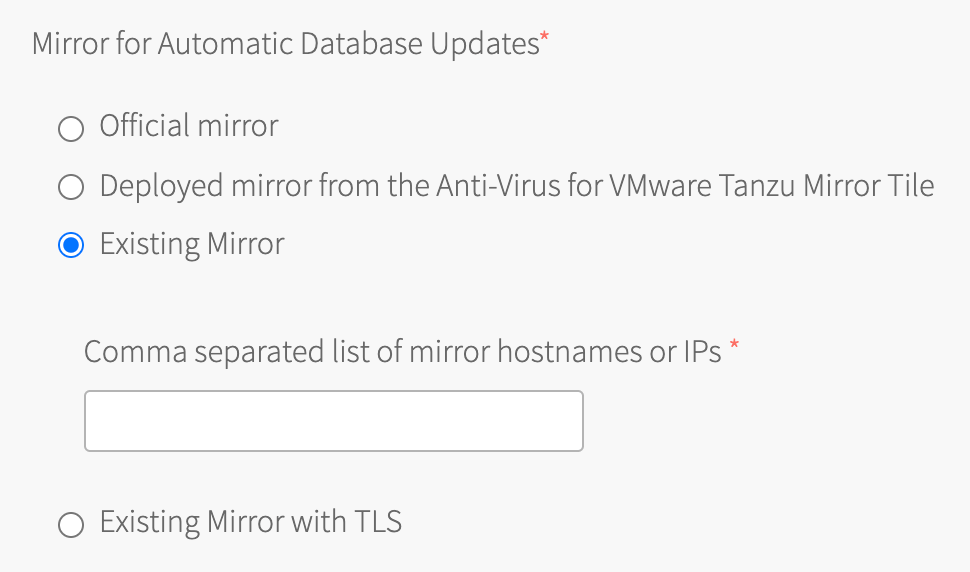 Mirror for Automatic Database Updates*
Official mirror
Deployed mirror from the Anti-Virus for VMware Tanzu Mirror Tile
Existing Mirror
Comma separated list of mirror hostnames or IPs *
Existing Mirror with TLS